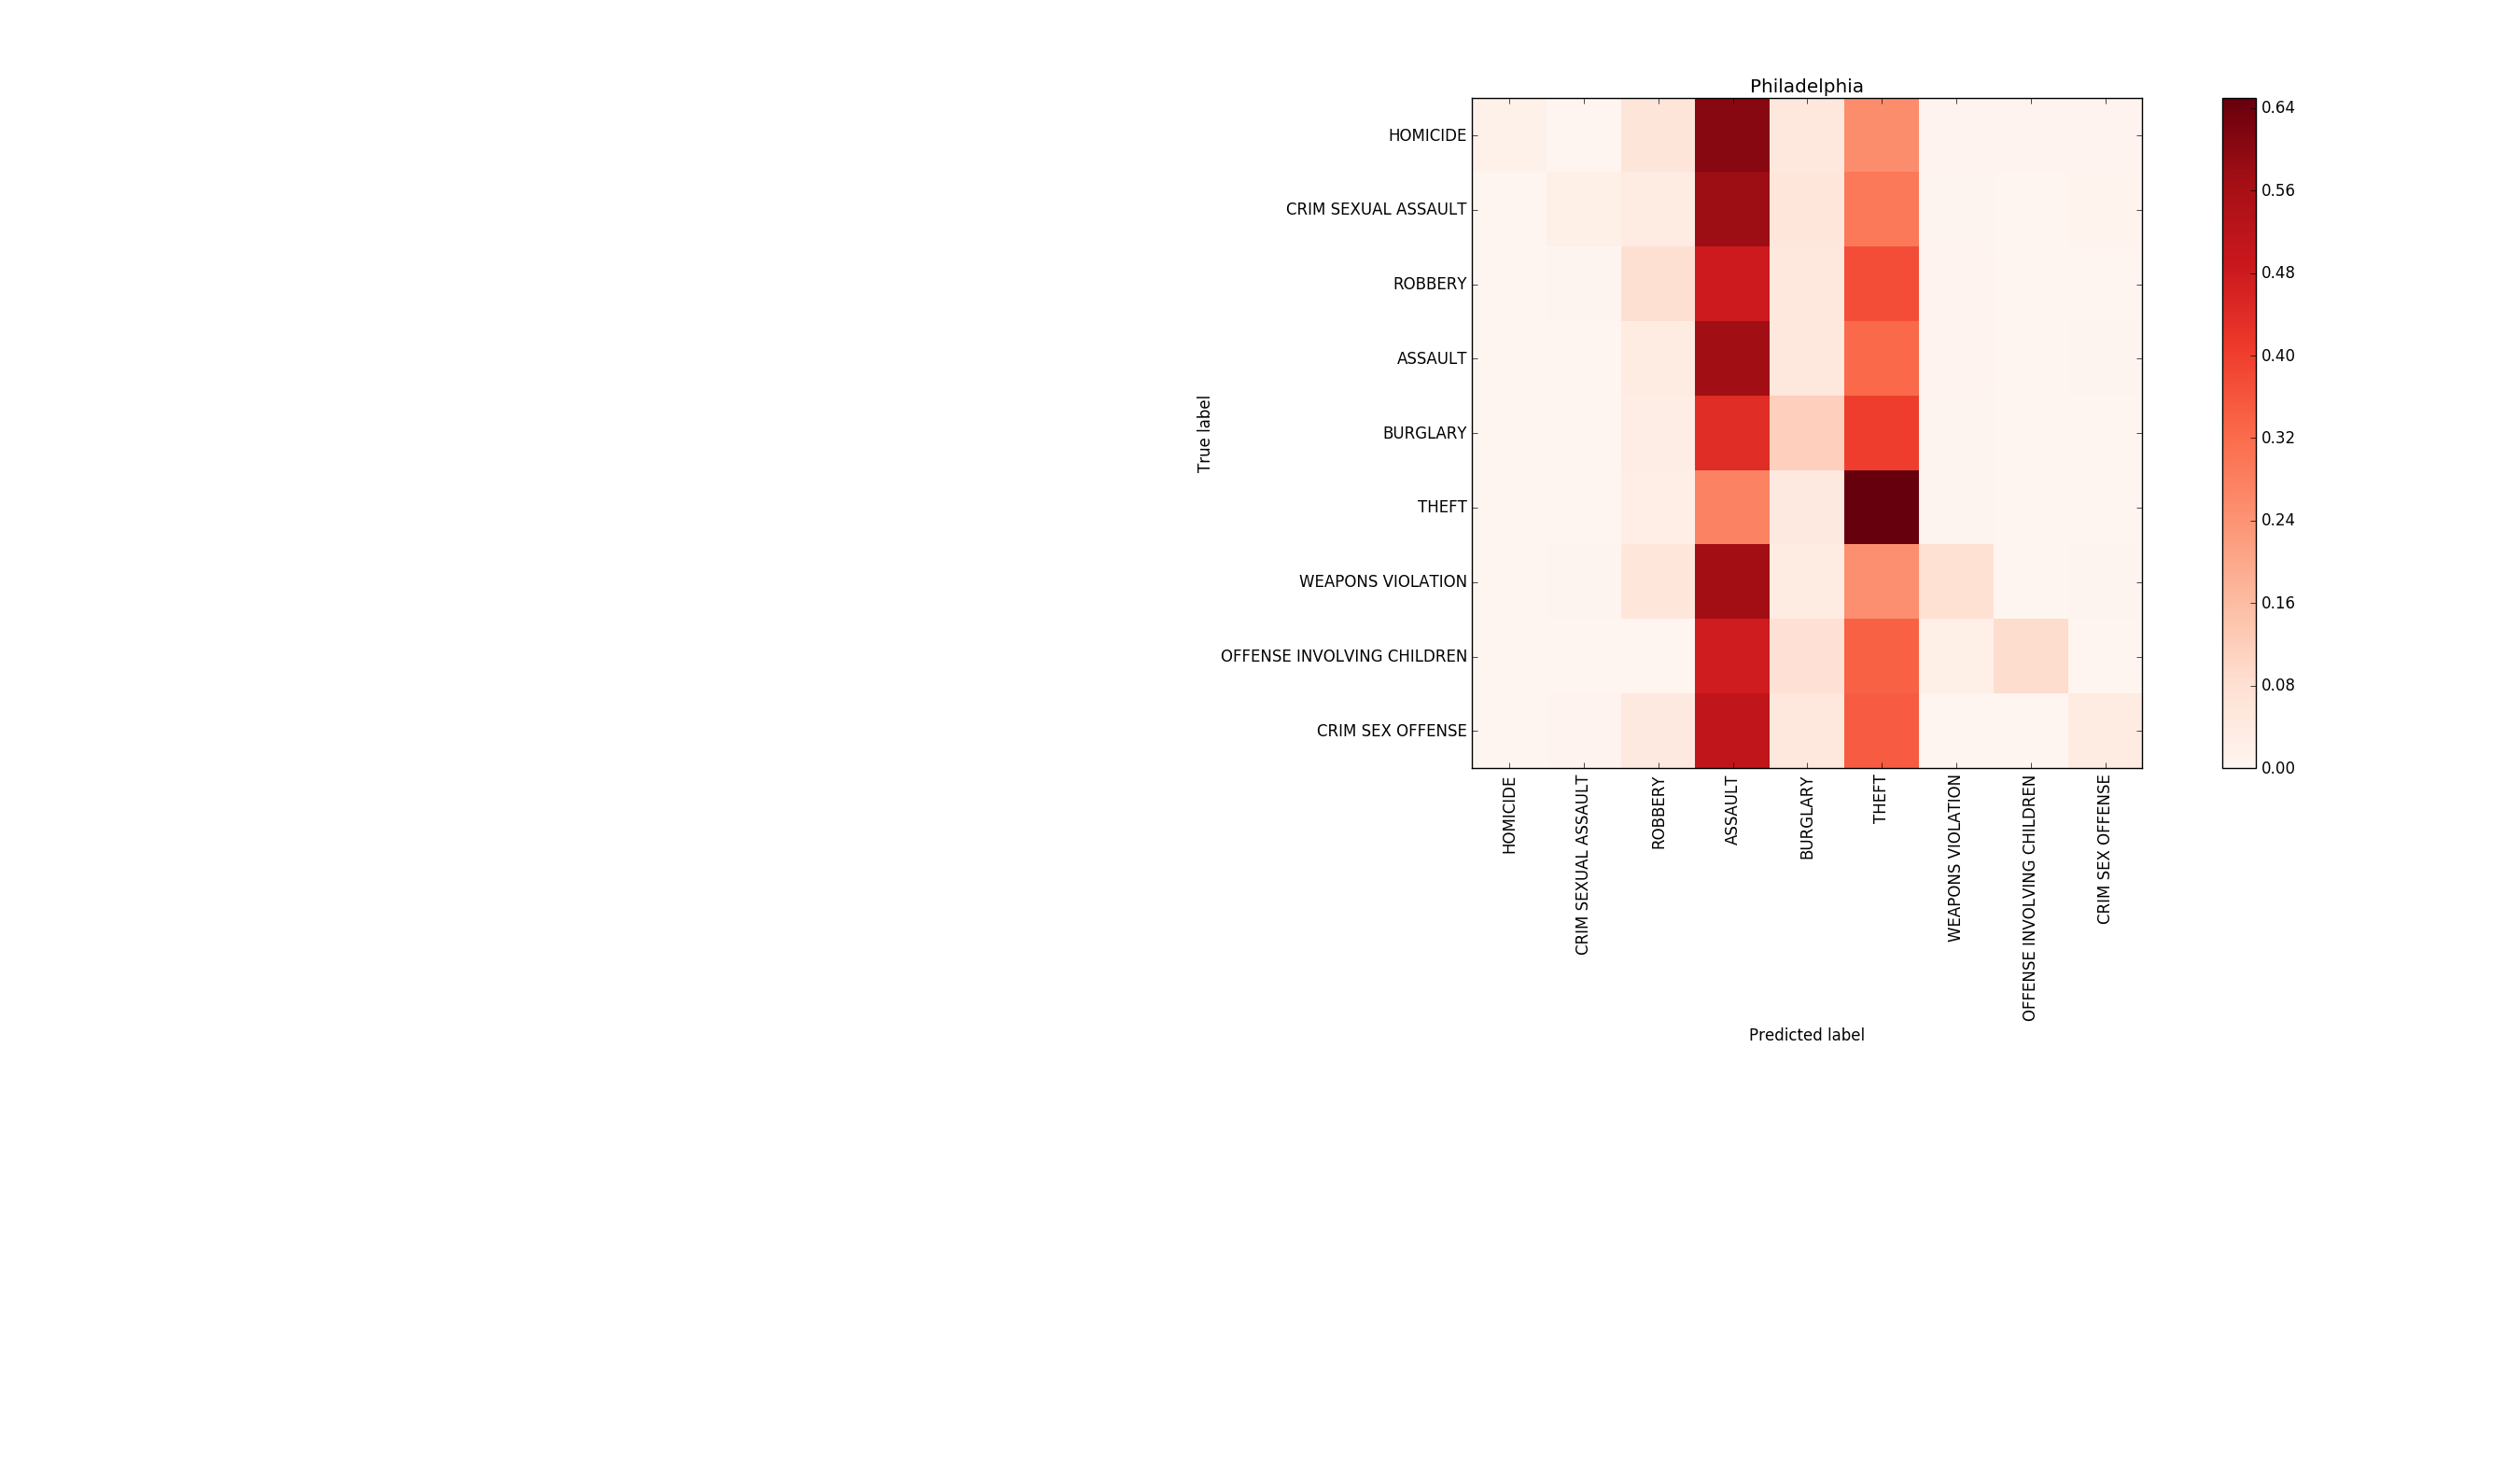 Philadelphia
HOMICIDE
CRIM SEXUAL ASSAULT
ROBBERY
ASSAULT
BURGLARY
THEFT
WEAPONS VIOLATION
OFFENSE INVOLVING CHILDREN
CRIM SEX OFFENSE
True label
HOMICIDE
CRIM SEXUAL ASSAULT
ROBBERY
ASSAULT
BURGLARY
THEFT
WEAPONS VIOLATION
OFFENSE INVOLVING CHILDREN
CRIM SEX OFFENSE
Predicted label
0.64
0.56
0.48
0.40
0.32
0.24
0.16
0.08
0.00